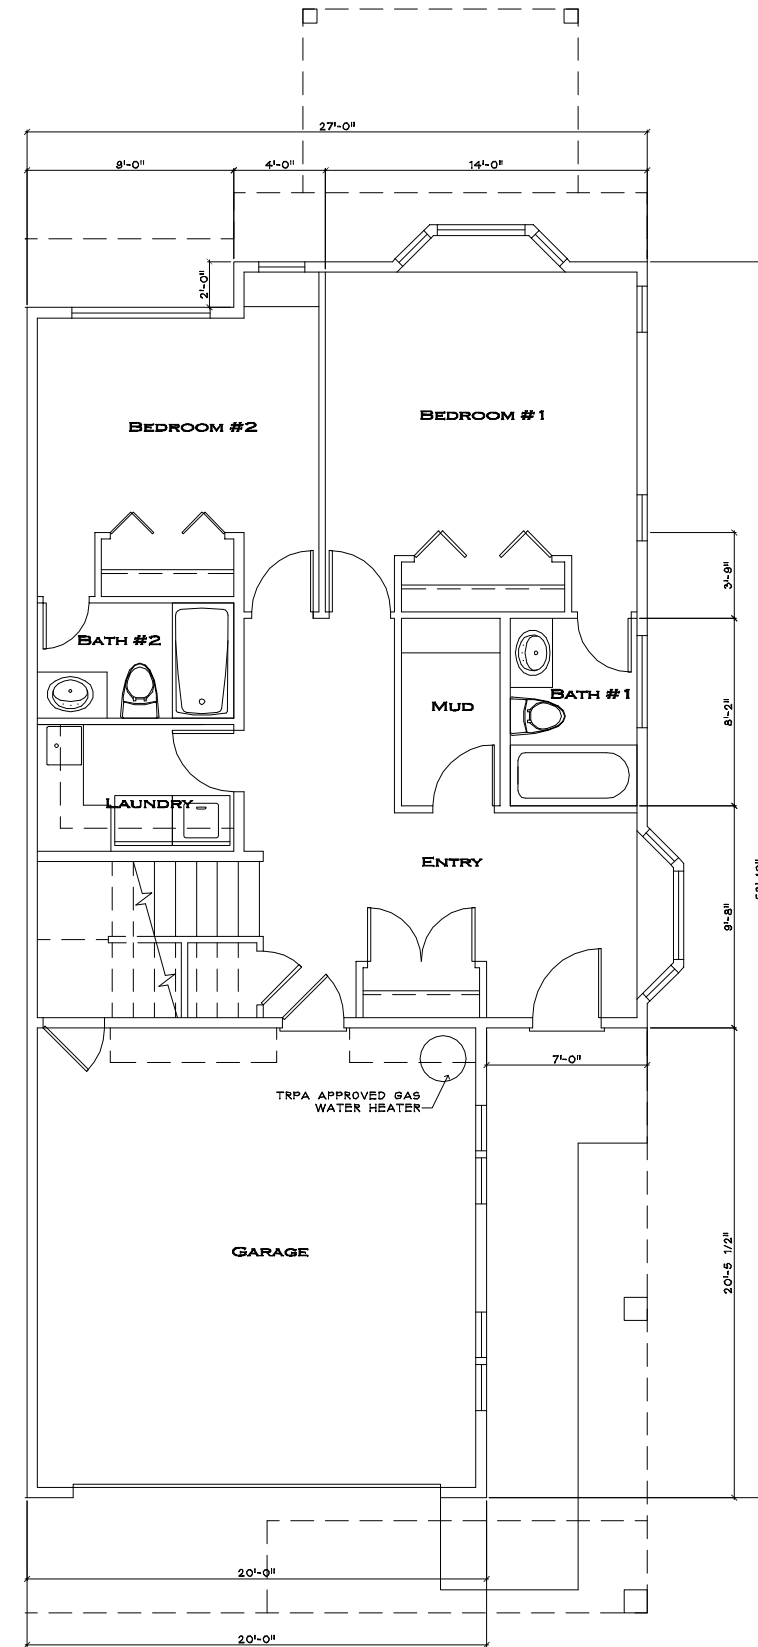 27'-0"
9'-0" 4'-0" 14'-0"
2'-0"
BEDROOM #1
BEDROOM #2
3'-9"
BATH #2
BATH #1
MUD
8'-2"
LAUNDRY
ENTRY
9'-8"
7'-0"
TRPA APPROVED GAS
WATER HEATER
GARAGE
20'-5 1/2"
20'-0"
20'-0"